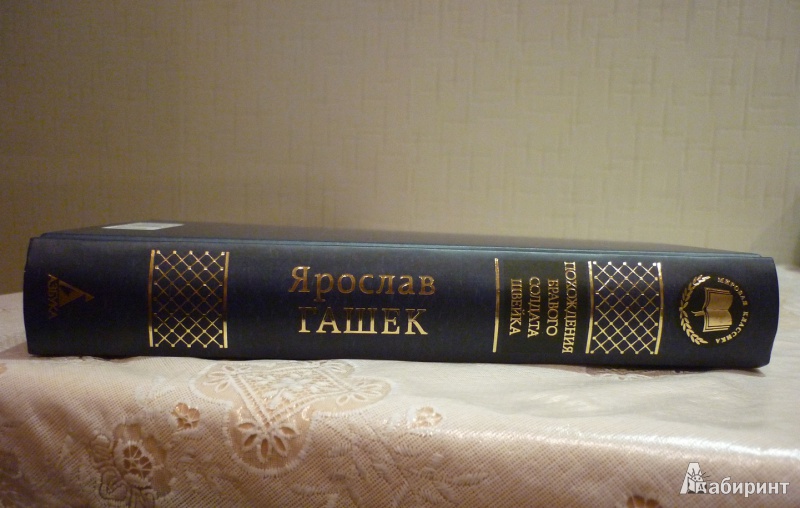 АЗБУКА
Ярослав
ГАШЕК
ПОХОЖДЕНИЯ
БРАВОГО
СОЛДАТА
ШВЕЙКА
МИРОВАЯ КЛАССИКА
Лабиринт